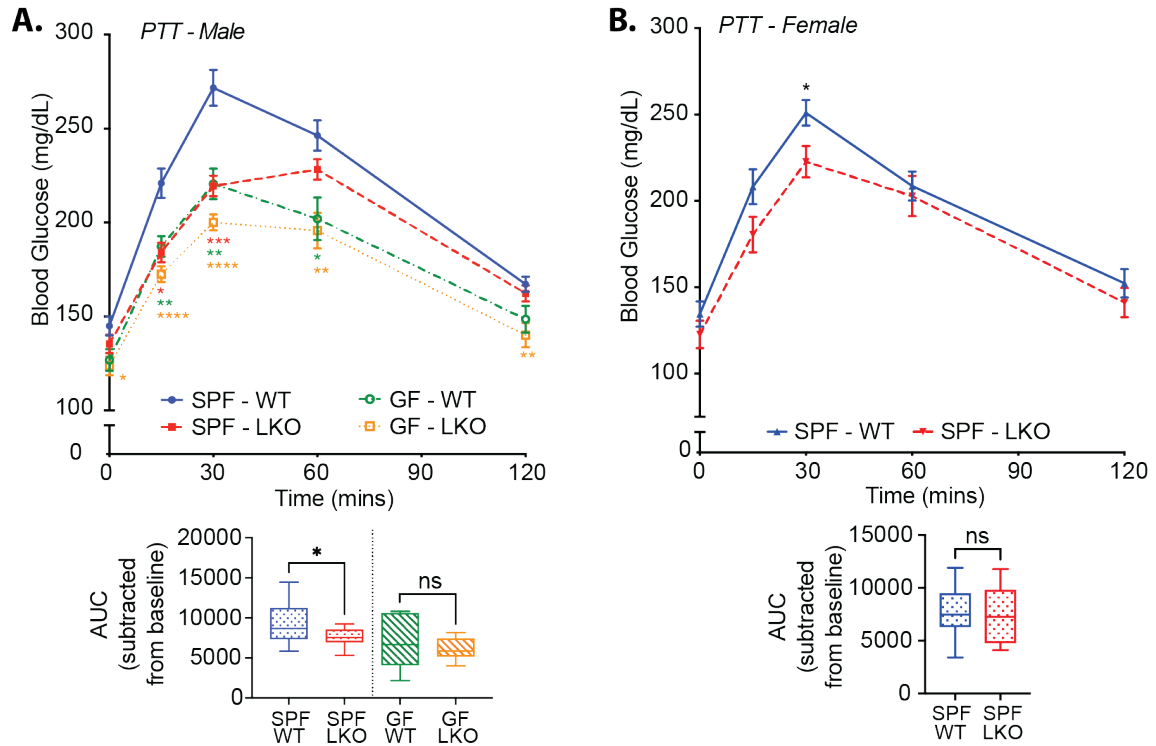 A.
PTT - Male
300
250
200
150
100
0
Blood Glucose (mg/dL)
***
**
****
*
**
*
**
****
**
*
SPF - WT
GF - WT
SPF - LKO
GF - LKO
0
30
60
90
120
Time (mins)
20000
15000
10000
5000
0
AUC
(subtracted
from baseline)
*
ns
SPF WT
SPF LKO
GF WT
GF LKO
B.
PTT - Female
300
250
200
150
100
0
Blood Glucose (mg/dL)
*
SPF - WT
SPF - LKO
0
30
60
90
120
Time (mins)
15000
10000
5000
0
AUC
(subtracted
from baseline)
ns
SPF WT
SPF LKO